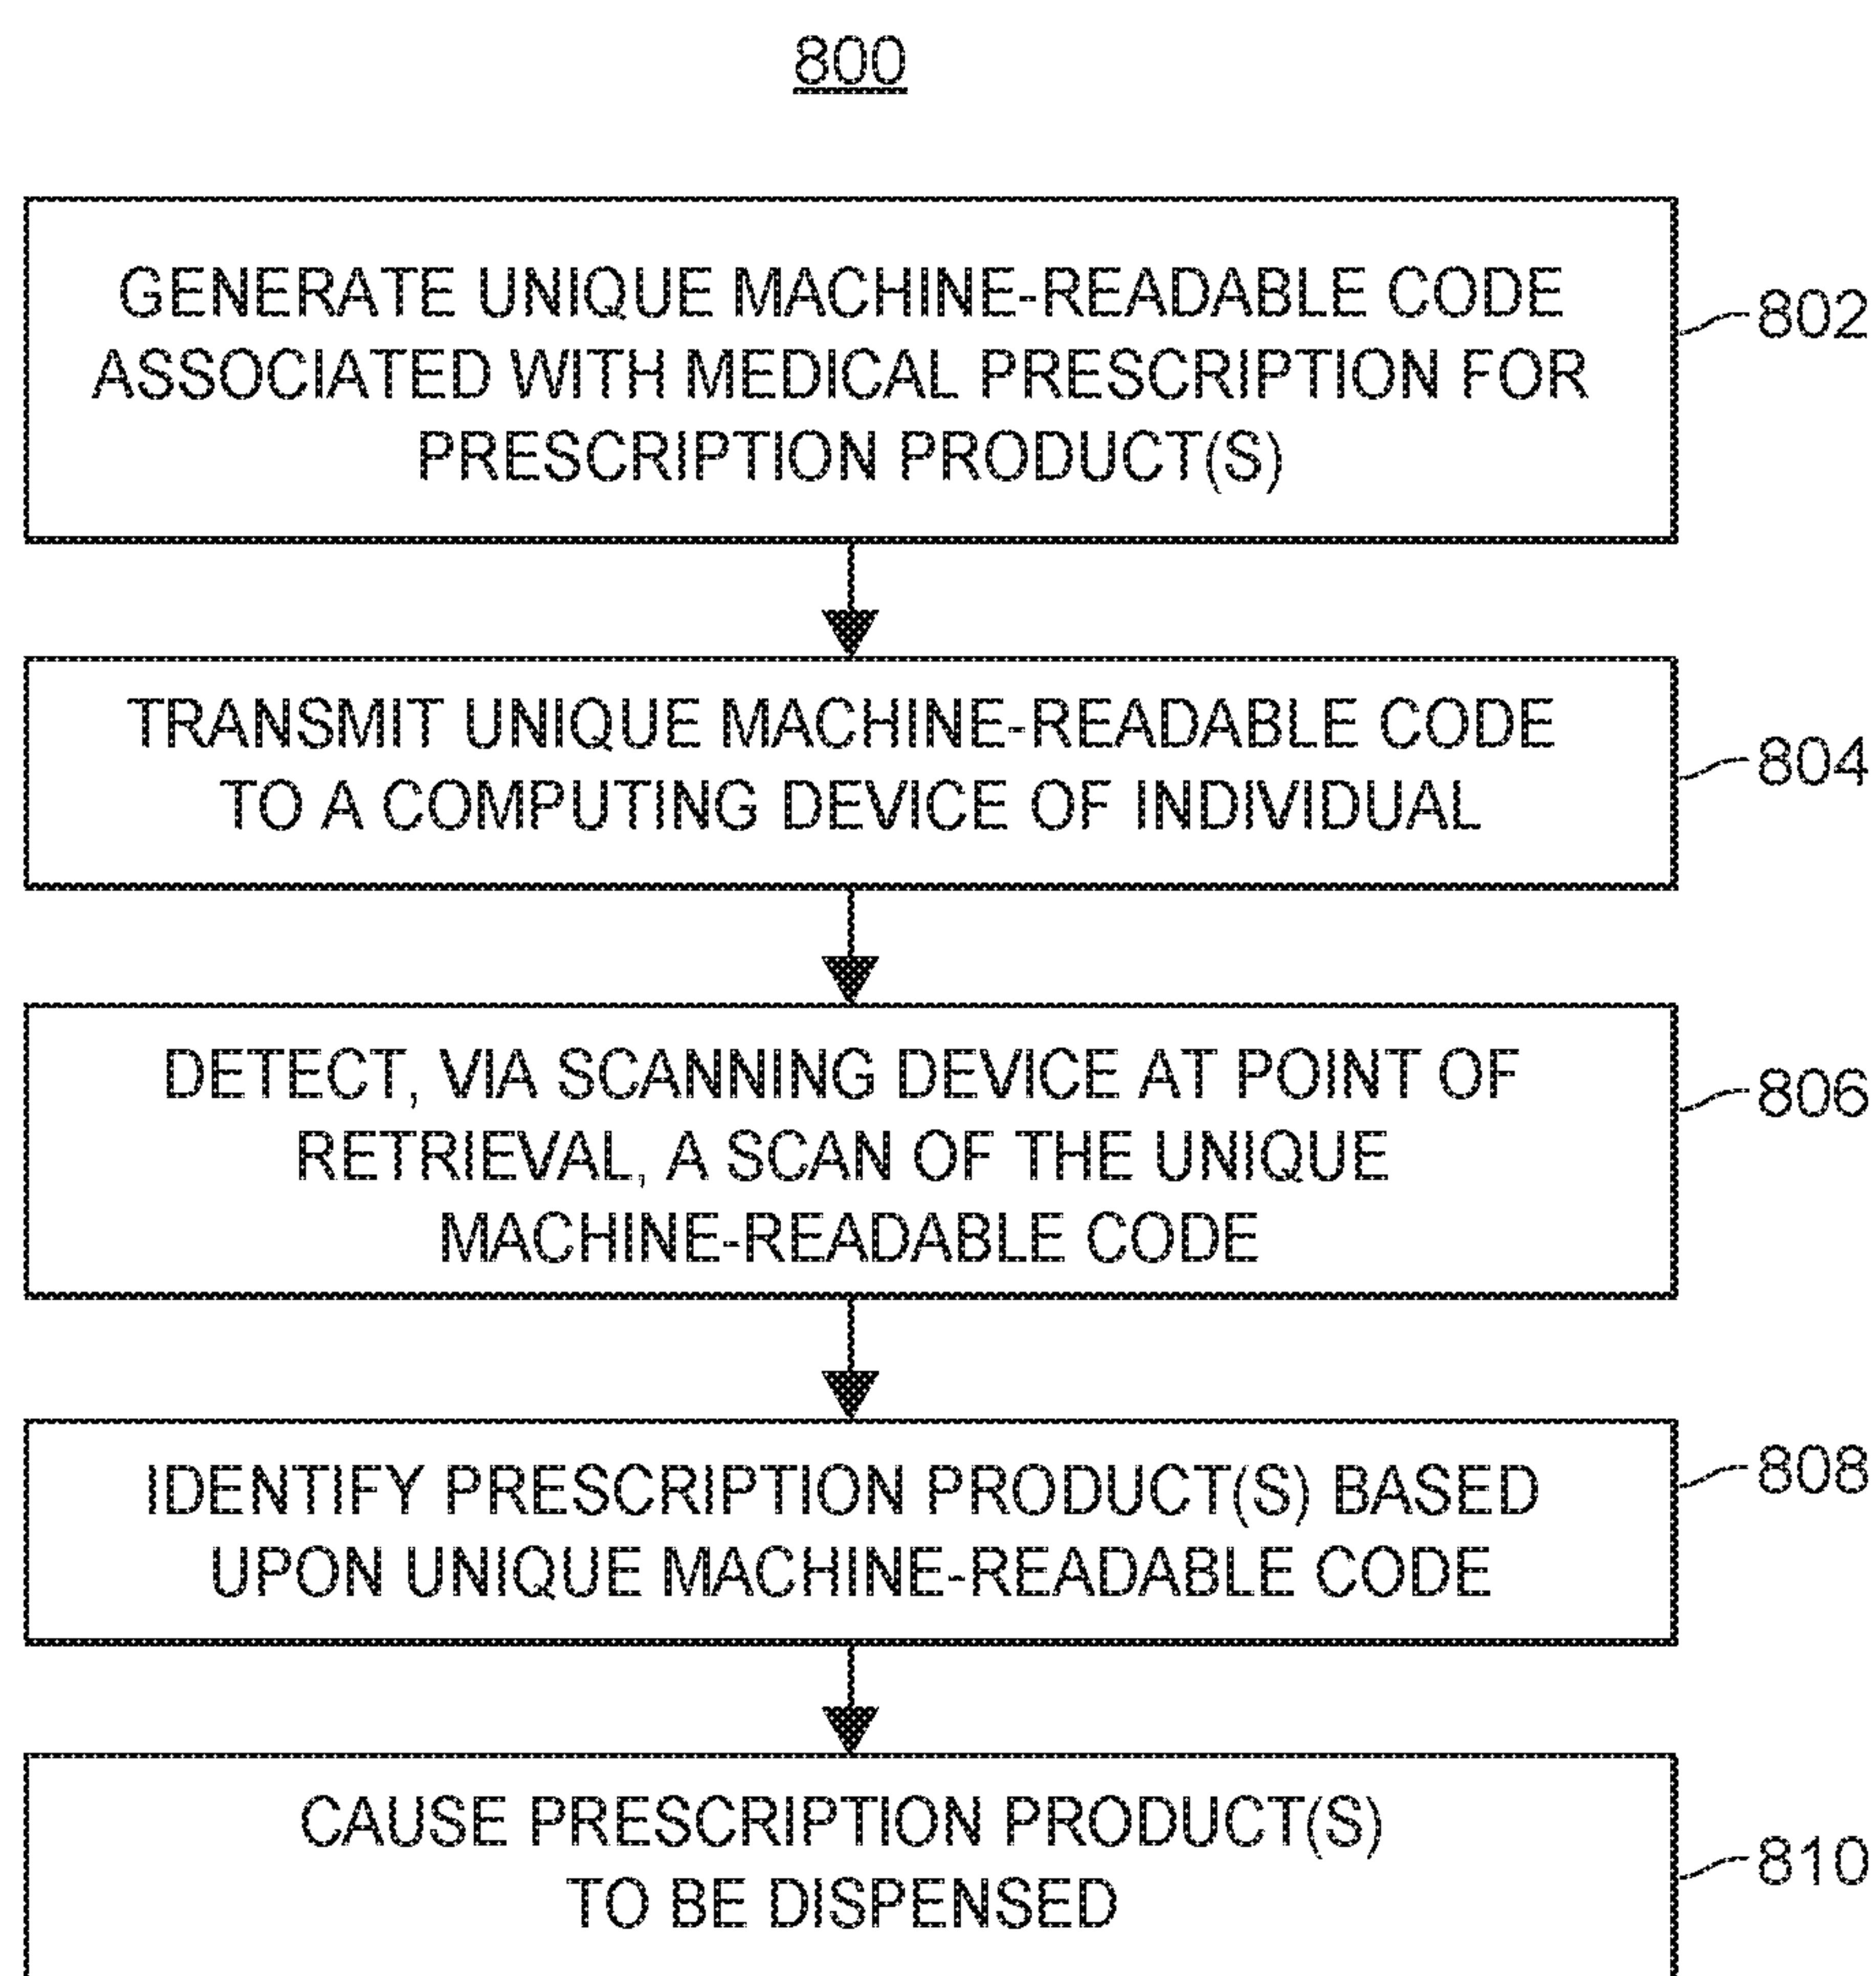 800
GENERATE UNIQUE MACHINE-READABLE CODE
ASSOCIATED WITH MEDICAL PRESCRIPTION FOR
PRESCRIPTION PRODUCT(S)
802
TRANSMIT UNIQUE MACHINE-READABLE CODE
TO A COMPUTING DEVICE OF INDIVIDUAL
804
DETECT, VIA SCANNING DEVICE AT POINT OF
RETRIEVAL, A SCAN OF THE UNIQUE
MACHINE-READABLE CODE
806
IDENTIFY PRESCRIPTION PRODUCT(S) BASED
UPON UNIQUE MACHINE-READABLE CODE
808
CAUSE PRESCRIPTION PRODUCT(S)
TO BE DISPENSED
810